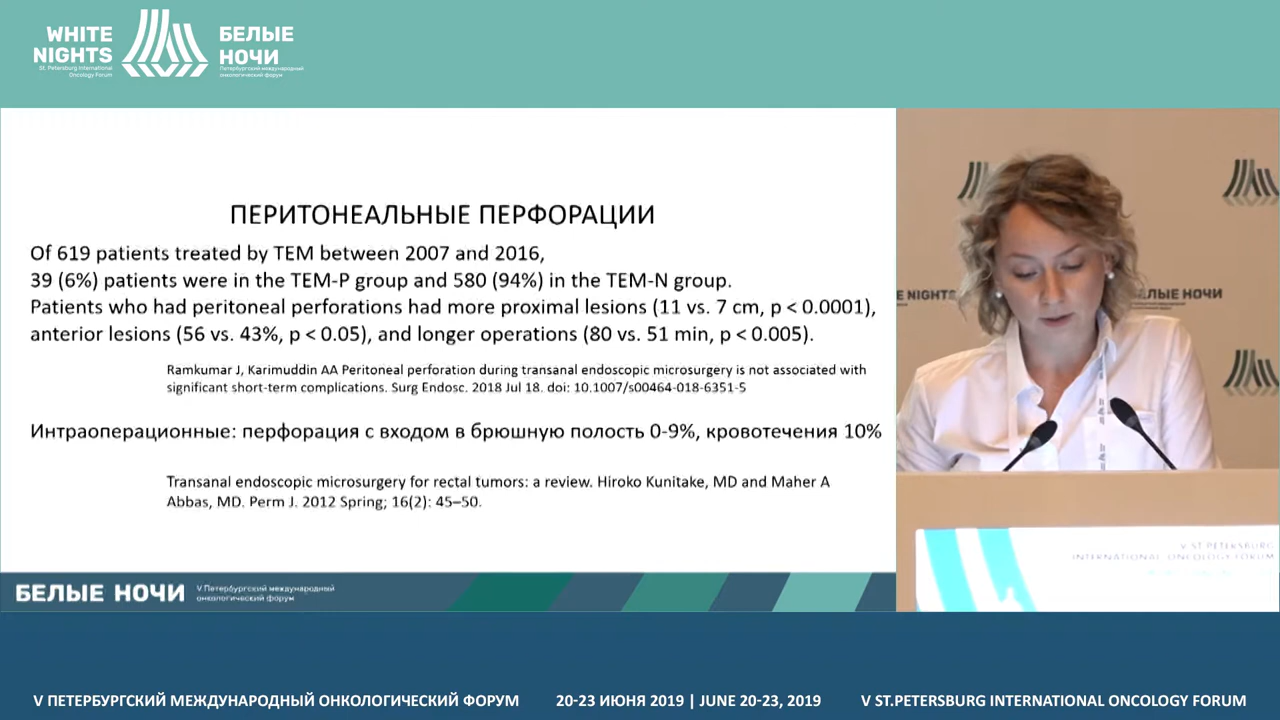 WHITE
NIGHTS
St. Petersburg International
Oncology Forum
БЕЛЫЕ
НОЧИ
Петербургский международный
онкологический форум
ПЕРИТОНЕАЛЬНЫЕ ПЕРФОРАЦИИ
Of 619 patients treated by TEM between 2007 and 2016,
39 (6%) patients were in the TEM-P group and 580 (94%) in the TEM-N group.
Patients who had peritoneal perforations had more proximal lesions (11 vs. 7 cm, p < 0.0001),
anterior lesions (56 vs. 43%, p < 0.05), and longer operations (80 vs. 51 min, p < 0.005).
Ramkumar J, Karimuddin AA Peritoneal perforation during transanal endoscopic microsurgery is not associated with
significant short-term complications. Surg Endosc. 2018 Jul 18. doi: 10.1007/s00464-018-6351-5
Интраоперационные: перфорация с входом в брюшную полость 0-9%, кровотечения 10%
Transanal endoscopic microsurgery for rectal tumors: a review. Hiroko Kunitake, MD and Maher A
Abbas, MD. Perm J. 2012 Spring; 16(2): 45–50.
БЕЛЫЕ НОЧИ
V Петербургский международный
онкологический форум
E NIGHTS
БЕЛЫЕ НОЧИ
V ST.PETERSBURG
INTERNATIONAL ONCOLOGY FORUM
V ПЕТЕРБУРГСКИЙ МЕЖДУНАРОДНЫЙ ОНКОЛОГИЧЕСКИЙ ФОРУМ
20-23 ИЮНЯ 2019 | JUNE 20-23, 2019
V ST.PETERSBURG INTERNATIONAL ONCOLOGY FORUM